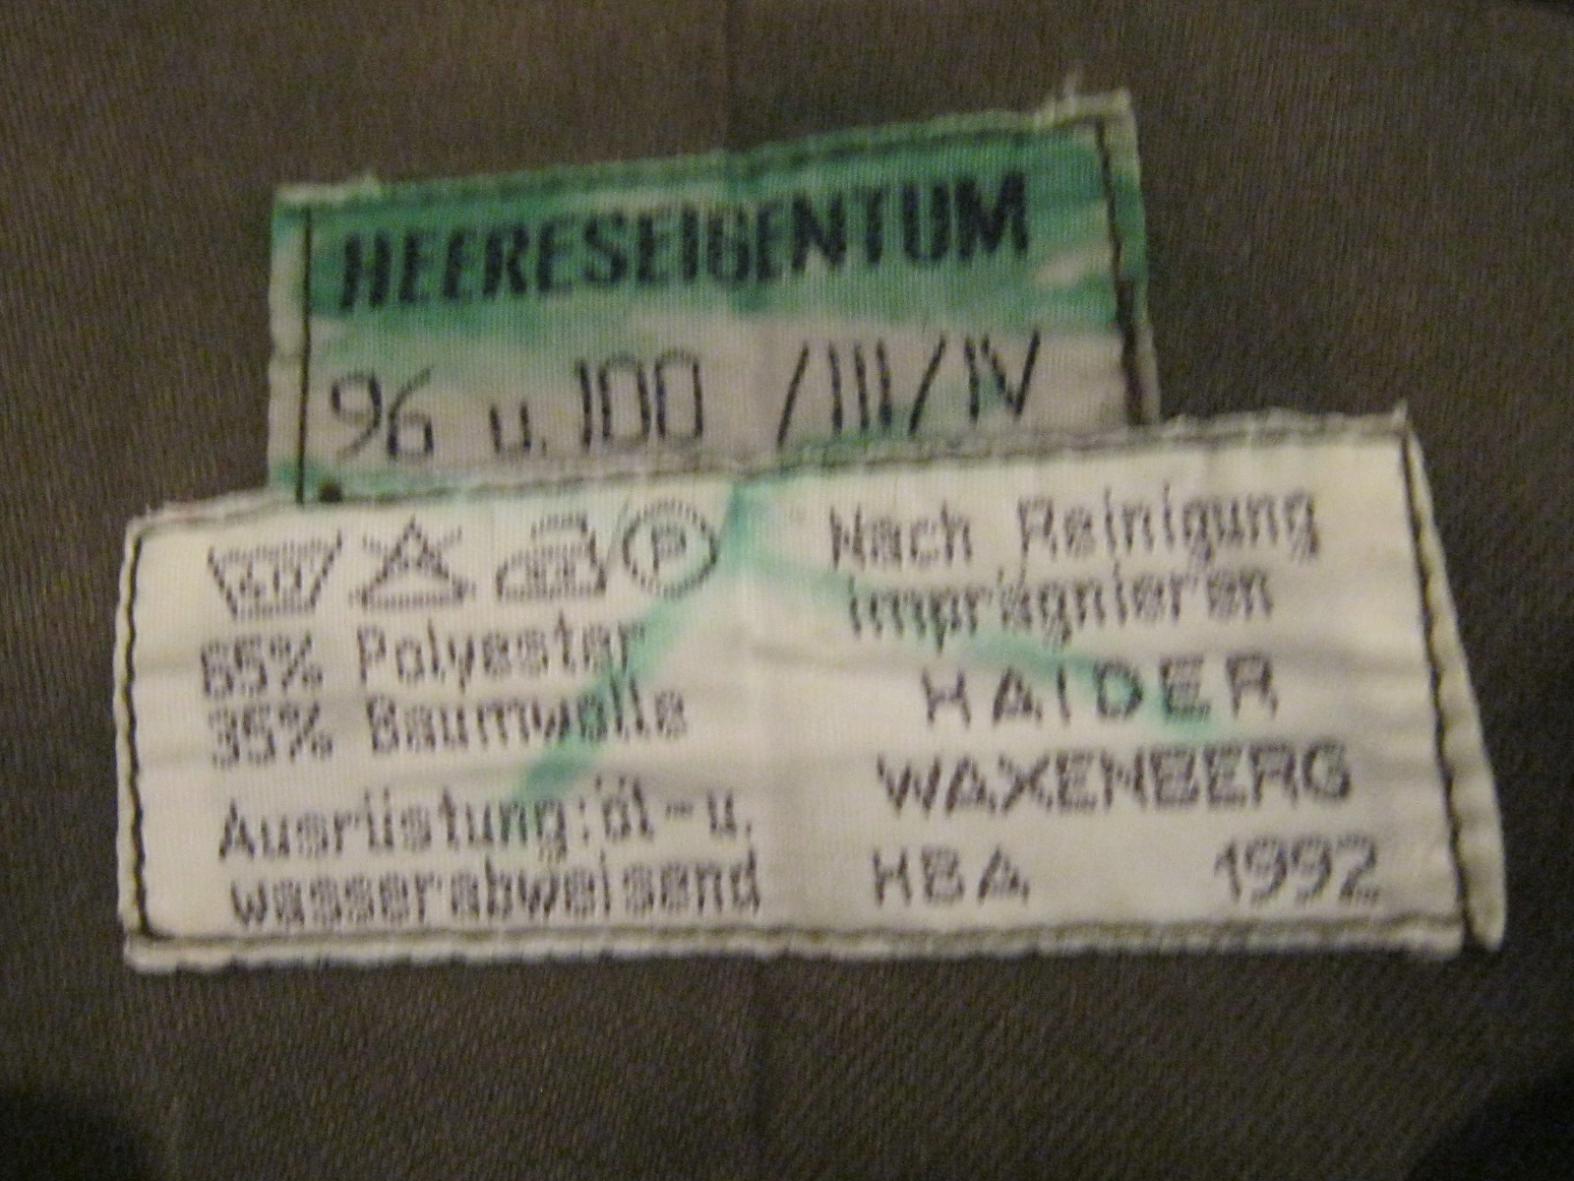 HEERESEIGENTUM
96 u. 100 /III/IV
40 P
65% Polyester
35% Baumwolle
Ausrüstung: öl-u.
wasserabweisend
Nach Reinigung
imprägnieren
HAIDER
WAXENBERG
HBA 1992